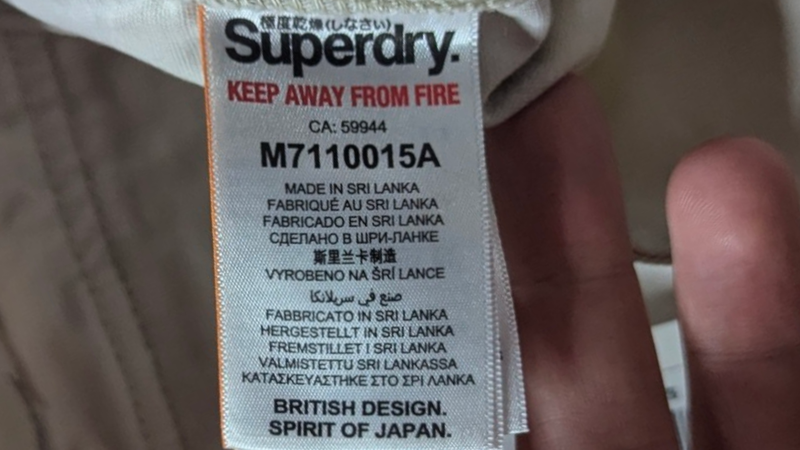 極度乾燥(しなさい)
Superdry.
KEEP AWAY FROM FIRE
CA: 59944
M7110015A
MADE IN SRI LANKA
FABRIQUÉ AU SRI LANKA
FABRICADO EN SRI LANKA
СДЕЛАНО В ШРИ-ЛАНКЕ
斯里兰卡制造
VYROBENO NA ŠRÍ LANCE
صنع في سريلانكا
FABBRICATO IN SRI LANKA
HERGESTELLT IN SRI LANKA
FREMSTILLET I SRI LANKA
VALMISTETTU SRI LANKASSA
ΚΑΤΑΣΚΕΥΑΣΤΗΚΕ ΣΤΟ ΣΡΙ ΛΑΝΚΑ
BRITISH DESIGN.
SPIRIT OF JAPAN.